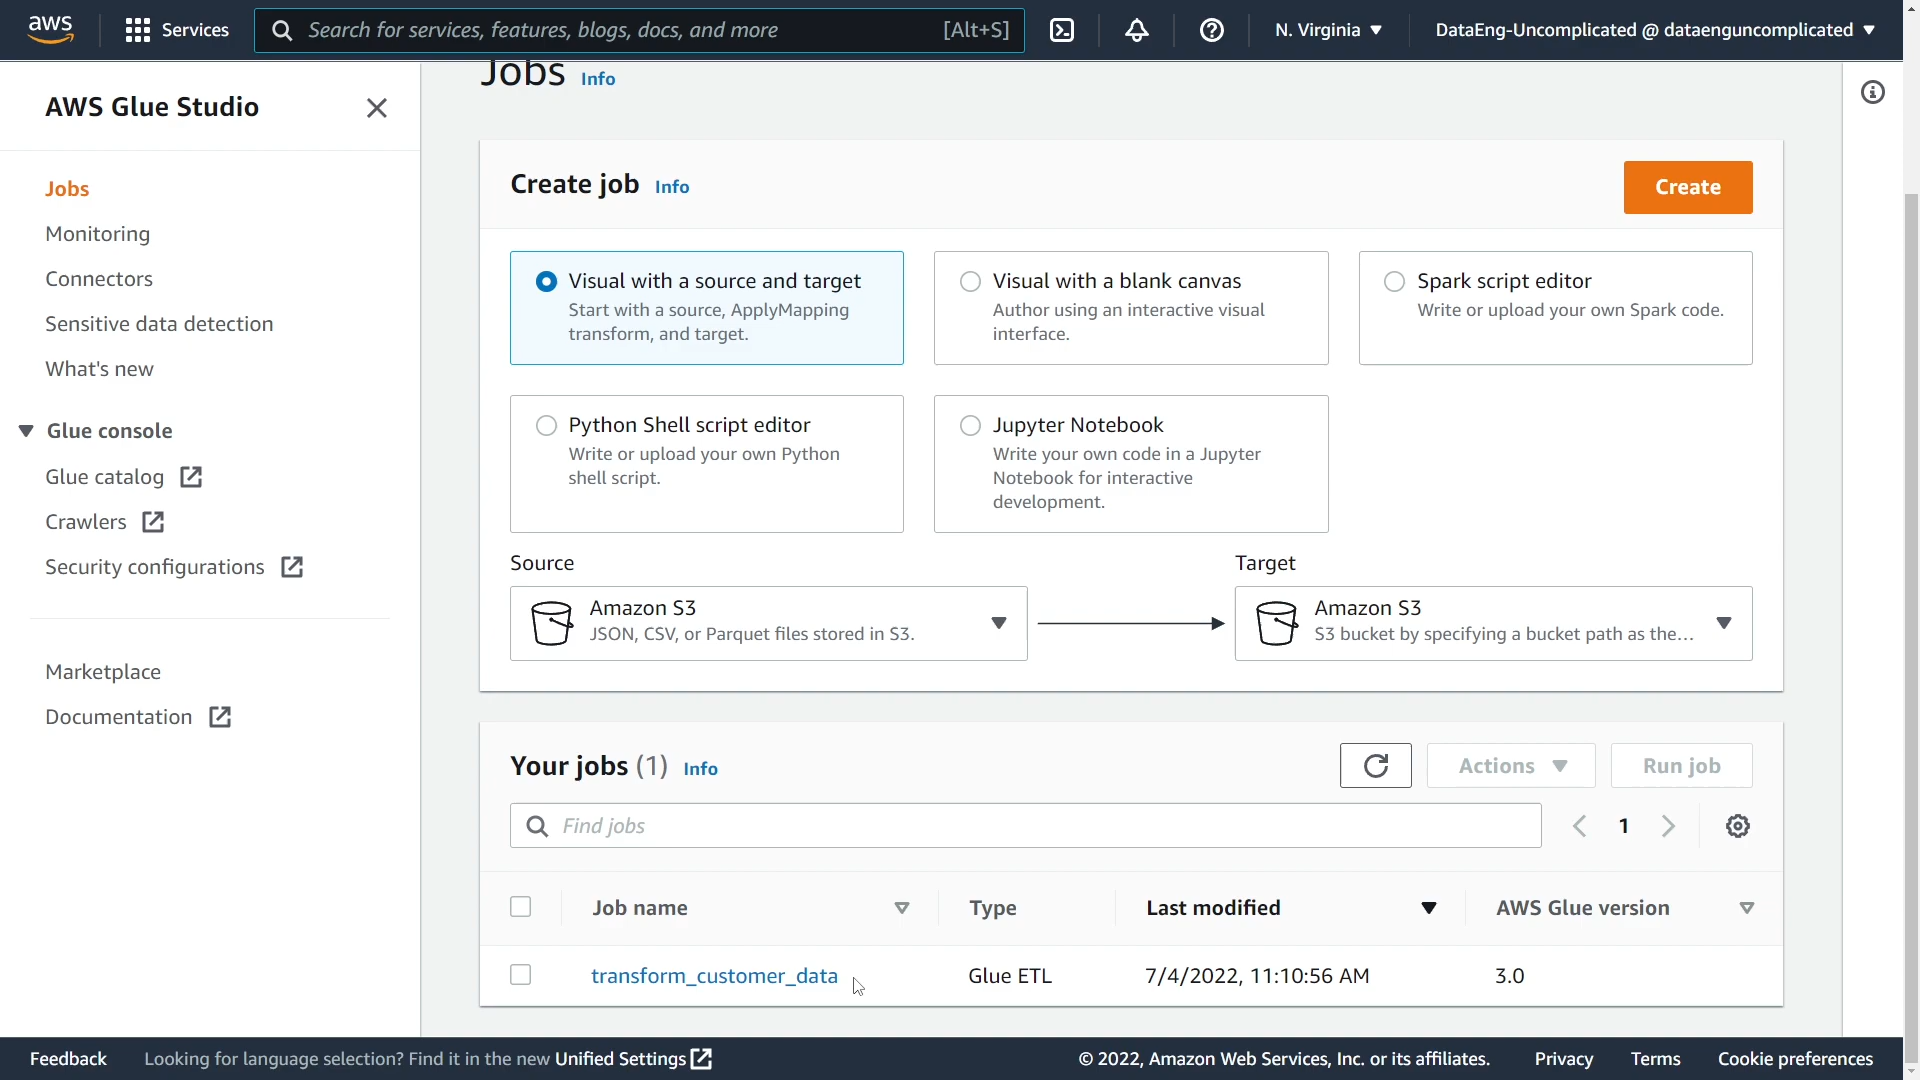 aws
Services
Search for services, features, blogs, docs, and more
[Alt+S]
N. Virginia
DataEng-Uncomplicated @ dataenguncomplicated
AWS Glue Studio
Jobs
Monitoring
Connectors
Sensitive data detection
What's new
Glue console
Glue catalog
Crawlers
Security configurations
Marketplace
Documentation
Jobs Info
Create job Info
Create
Visual with a source and target
Start with a source, ApplyMapping
transform, and target.
Visual with a blank canvas
Author using an interactive visual
interface.
Spark script editor
Write or upload your own Spark code.
Python Shell script editor
Write or upload your own Python
shell script.
Jupyter Notebook
Write your own code in a Jupyter
Notebook for interactive
development.
Source
Amazon S3
JSON, CSV, or Parquet files stored in S3.
Target
Amazon S3
S3 bucket by specifying a bucket path as the...
Your jobs (1) Info
Actions
Run job
Find jobs
1
Job name
Type
Last modified
AWS Glue version
transform_customer_data
Glue ETL
7/4/2022, 11:10:56 AM
3.0
Feedback
Looking for language selection? Find it in the new Unified Settings
© 2022, Amazon Web Services, Inc. or its affiliates.
Privacy
Terms
Cookie preferences